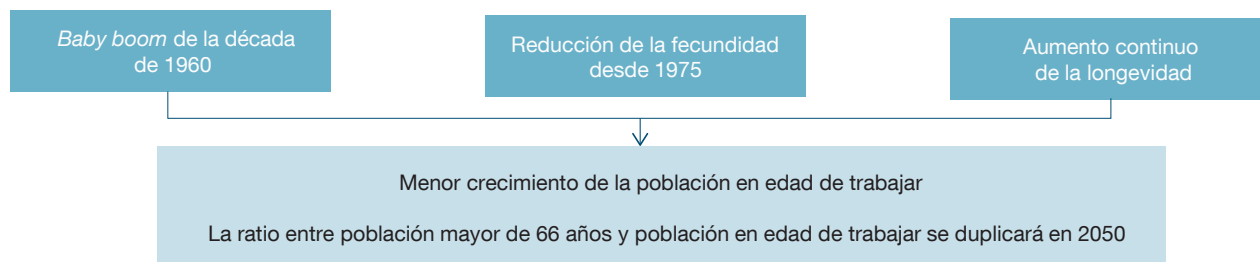 Baby boom de la década
de 1960
Reducción de la fecundidad
desde 1975
Aumento continuo
de la longevidad
Menor crecimiento de la población en edad de trabajar
La ratio entre población mayor de 66 años y población en edad de trabajar se duplicará en 2050